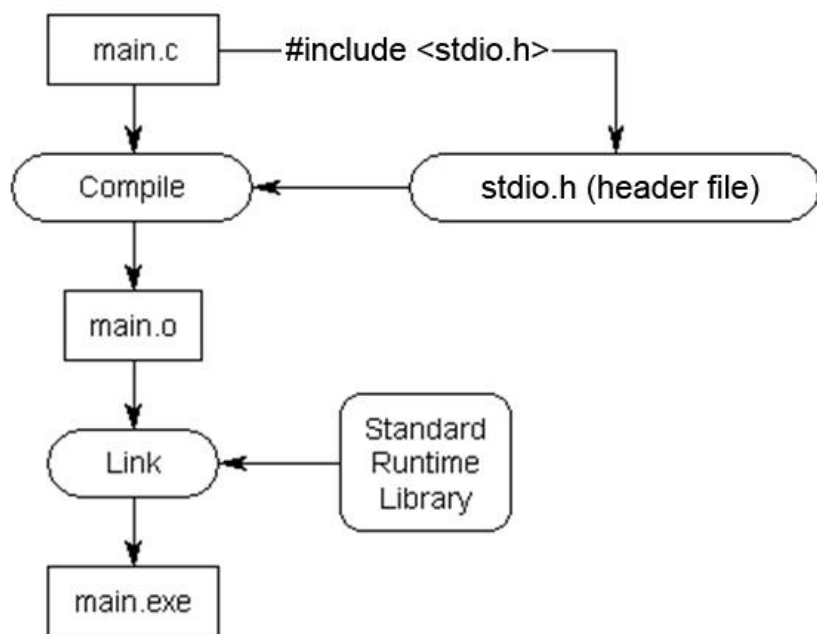 main.c
#include <stdio.h>
Compile
stdio.h (header file)
main.o
Link
Standard
Runtime
Library
main.exe